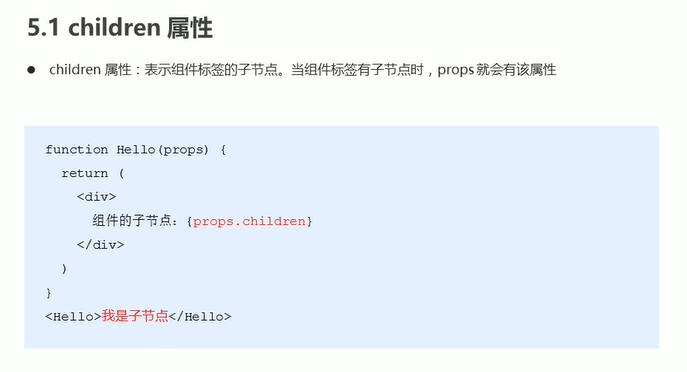 5.1 children 属性
● children 属性：表示组件标签的子节点。当组件标签有子节点时，props 就会有该属性
function Hello(props) {
  return (
    <div>
      组件的子节点：{props.children}
    </div>
  )
}
<Hello>我是子节点</Hello>